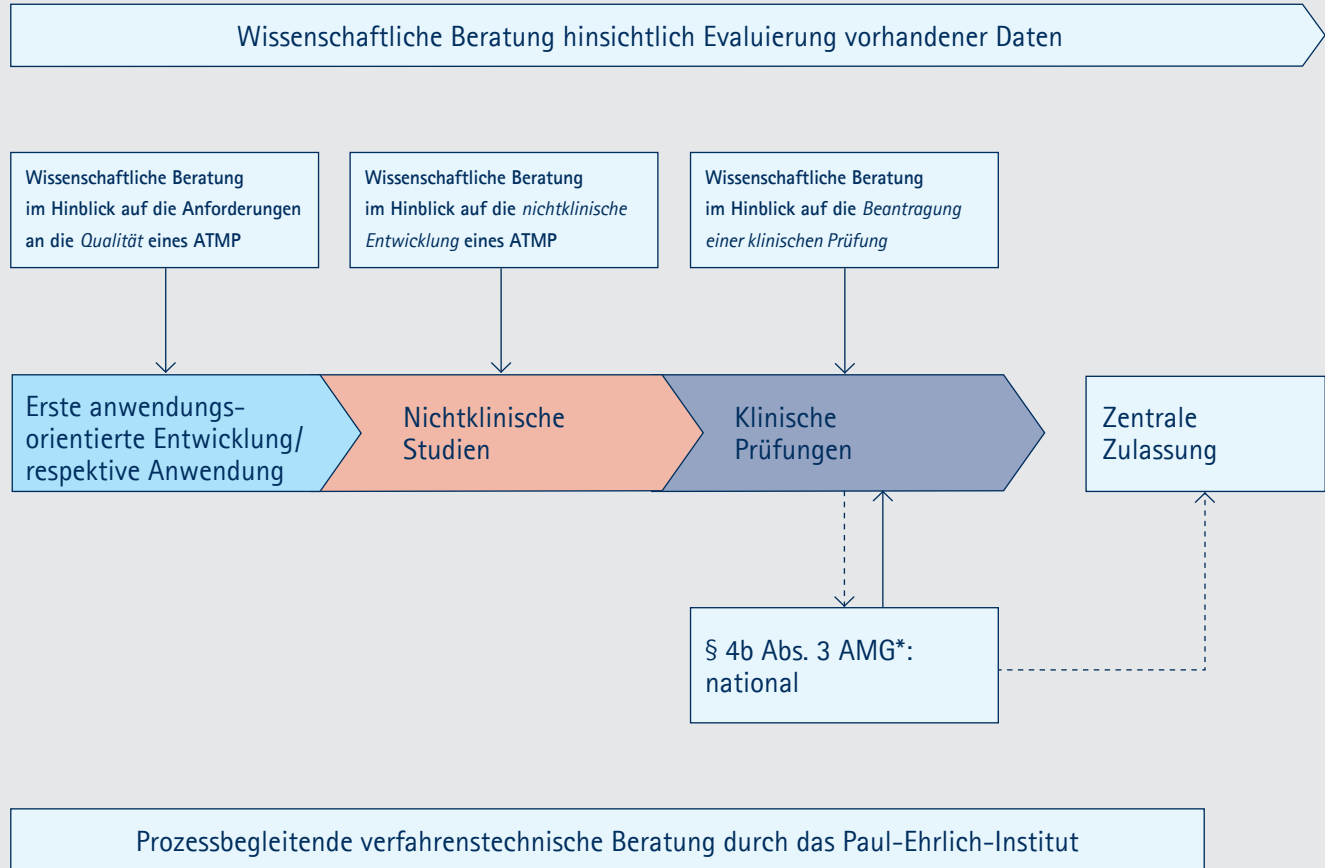 Wissenschaftliche Beratung hinsichtlich Evaluierung vorhandener Daten
Wissenschaftliche Beratung
im Hinblick auf die Anforderungen
an die Qualität eines ATMP
Wissenschaftliche Beratung
im Hinblick auf die nichtklinische
Entwicklung eines ATMP
Wissenschaftliche Beratung
im Hinblick auf die Beantragung
einer klinischen Prüfung
Erste anwendungs-
orientierte Entwicklung/
respektive Anwendung
Nichtklinische
Studien
Klinische
Prüfungen
Zentrale
Zulassung
§ 4b Abs. 3 AMG*:
national
Prozessbegleitende verfahrenstechnische Beratung durch das Paul-Ehrlich-Institut